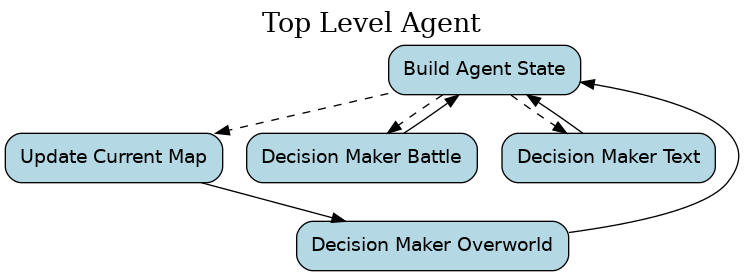 Top Level Agent
Build Agent State
Update Current Map
Decision Maker Battle
Decision Maker Text
Decision Maker Overworld